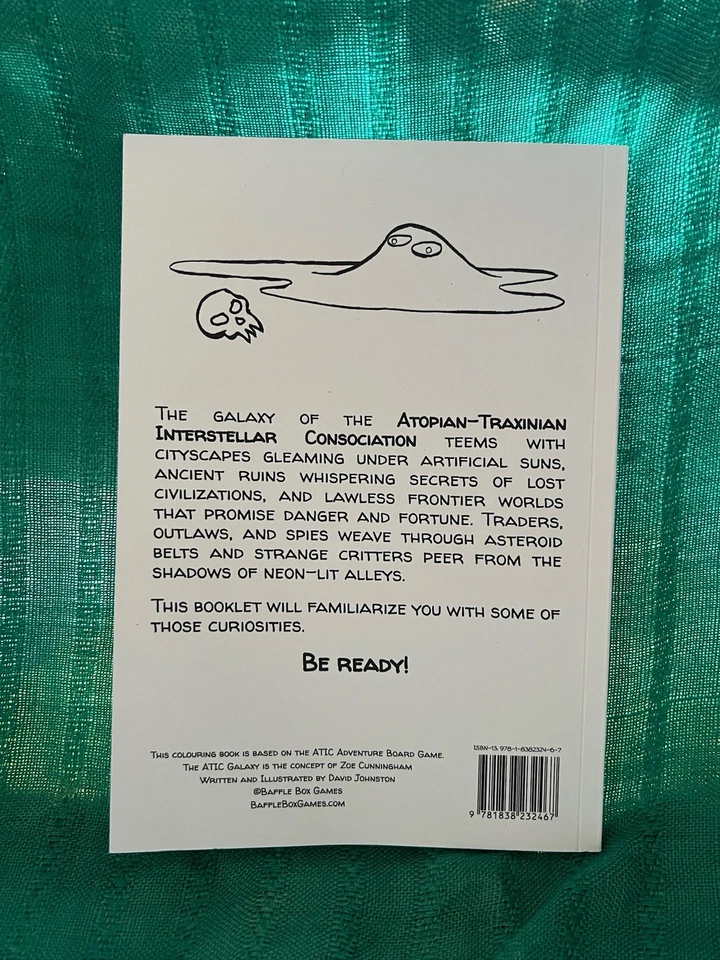 The galaxy of the Atopian-Traxinian
Interstellar Consociation teems with
cityscapes gleaming under artificial suns,
ancient ruins whispering secrets of lost
civilizations, and lawless frontier worlds
that promise danger and fortune. Traders,
outlaws, and spies weave through asteroid
belts and strange critters peer from the
shadows of neon-lit alleys.
This booklet will familiarize you with some of
those curiosities.
Be ready!
This colouring book is based on the ATIC Adventure Board Game.
The ATIC Galaxy is the concept of Zoe Cunningham
Written and Illustrated by David Johnston
©Baffle Box Games
BaffleBoxGames.com
ISBN-13: 978-1-8382324-6-7
9 781838 232467